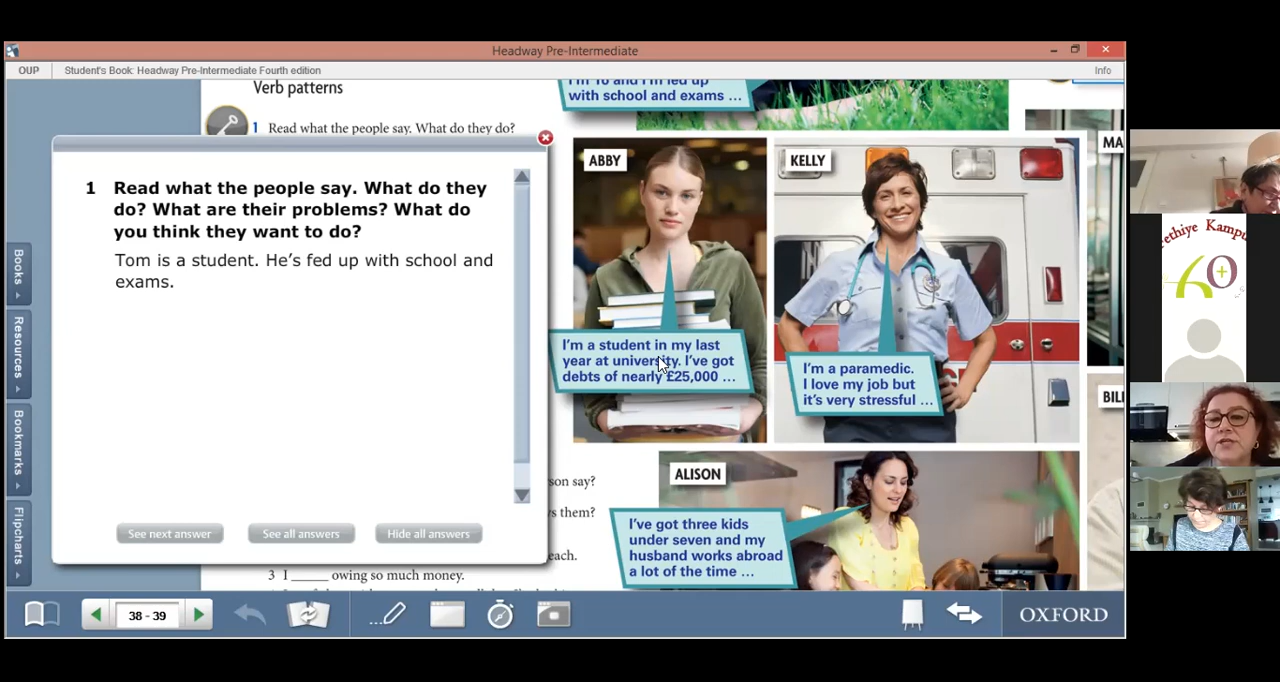 Headway Pre-Intermediate
OUP
Student's Book: Headway Pre-Intermediate Fourth edition
Info
Verb patterns
1 Read what the people say. What do they do?
with school and exams ...
1 Read what the people say. What do they
do? What are their problems? What do
you think they want to do?
Tom is a student. He's fed up with school and
exams.
See next answer
See all answers
Hide all answers
Books
Resources
Bookmarks
Flipcharts
ABBY
I'm a student in my last
year at university. I've got
debts of nearly £25,000 ...
KELLY
I'm a paramedic.
I love my job but
it's very stressful ...
MA
BIL
ALISON
I've got three kids
under seven and my
husband works abroad
a lot of the time ...
son say?
s them?
each.
3 I ______ owing so much money.
38 - 39
OXFORD
ethiye Kampu
60